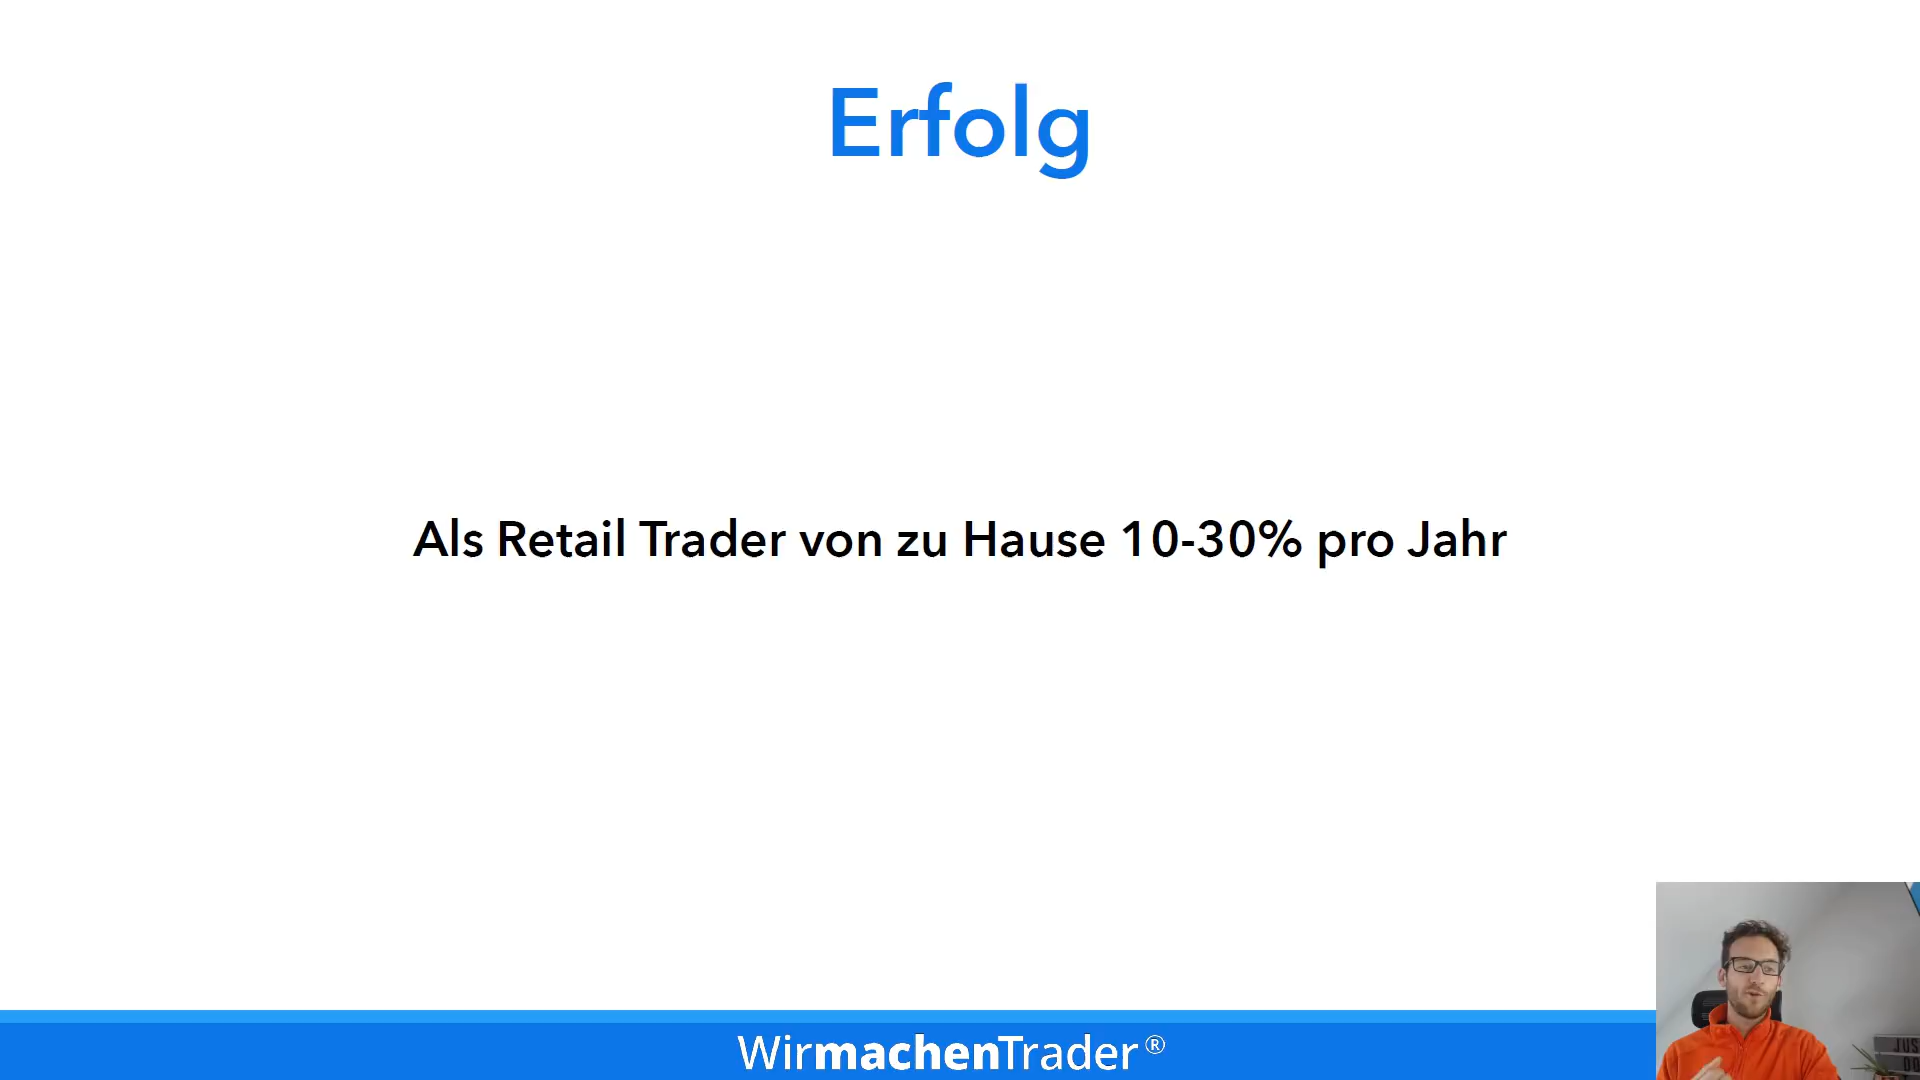 Erfolg
Als Retail Trader von zu Hause 10-30% pro Jahr
WirmachenTrader®